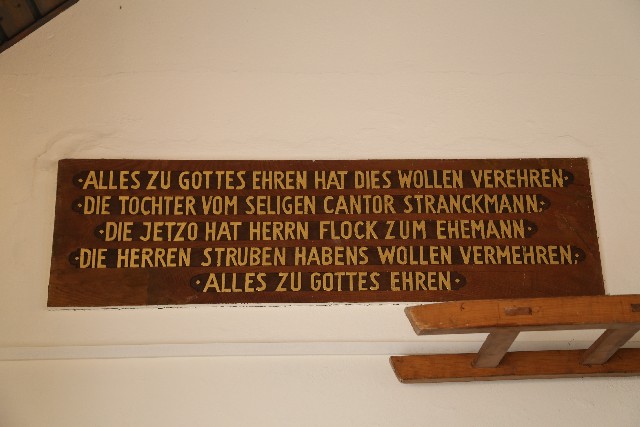 ·ALLES ZU GOTTES EHREN HAT DIES WOLLEN VEREHREN·
·DIE TOCHTER VOM SELIGEN CANTOR STRANCKMANN,·
·DIE JETZO HAT HERRN FLOCK ZUM EHEMANN·
·DIE HERREN STRUBEN HABENS WOLLEN VERMEHREN,·
·ALLES ZU GOTTES EHREN·